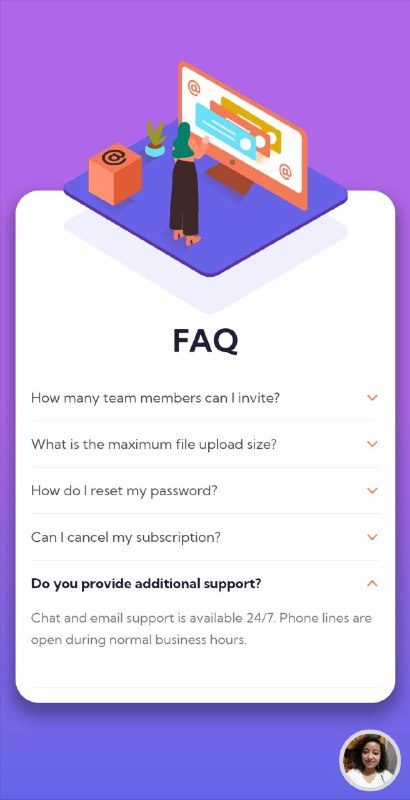 @
@
@
FAQ
How many team members can I invite?
What is the maximum file upload size?
How do I reset my password?
Can I cancel my subscription?
Do you provide additional support?
Chat and email support is available 24/7. Phone lines are
open during normal business hours.